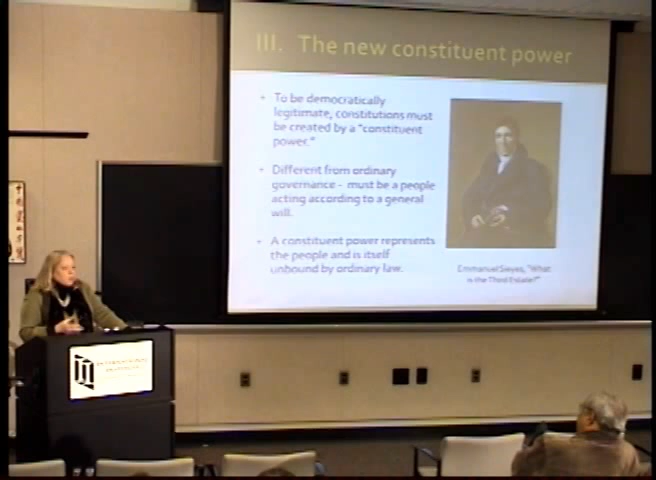 III. The new constituent power
To be democratically
legitimate, constitutions must
be created by a "constituent
power."
Different from ordinary
governance - must be a people
acting according to a general
will.
A constituent power represents
the people and is itself
unbound by ordinary law.
Emmanuel Sieyes, "What
is the Third Estate?"